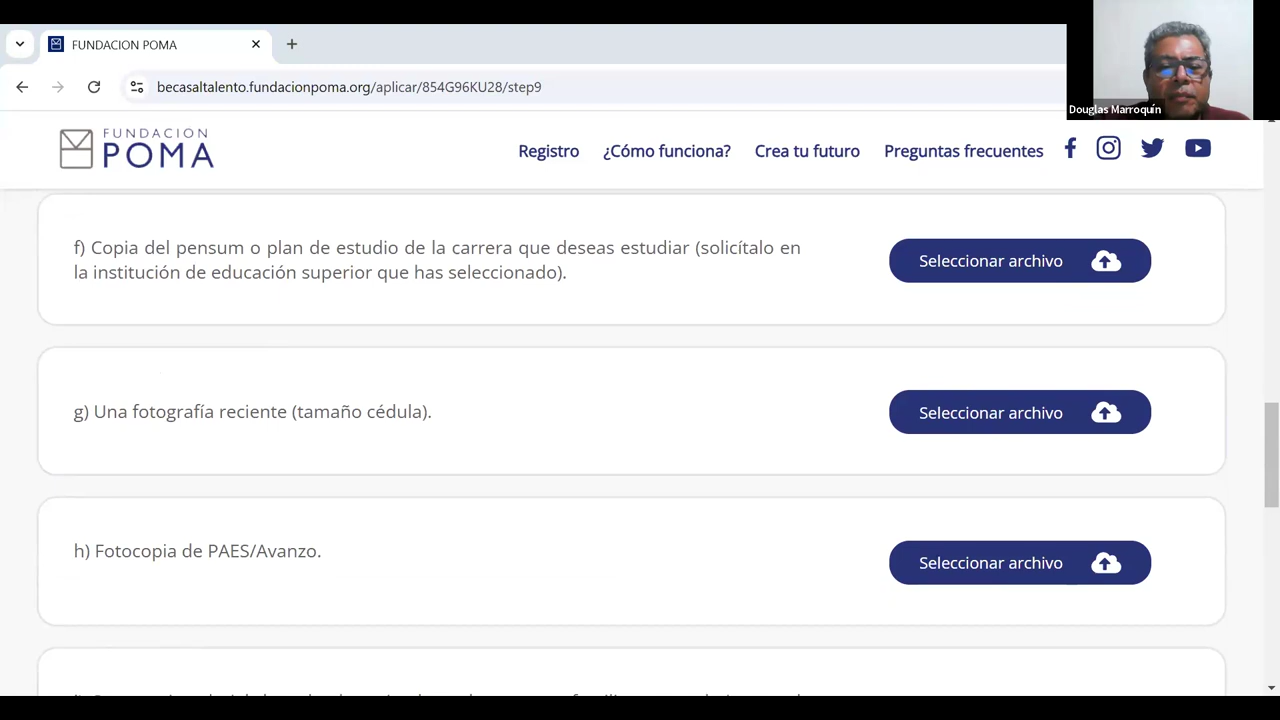 FUNDACION POMA
becasaltalento.fundacionpoma.org/aplicar/854G96KU28/step9
Douglas Marroquín
FUNDACION
POMA
Registro
¿Cómo funciona?
Crea tu futuro
Preguntas frecuentes
f) Copia del pensum o plan de estudio de la carrera que deseas estudiar (solicítalo en
la institución de educación superior que has seleccionado).
Seleccionar archivo
g) Una fotografía reciente (tamaño cédula).
Seleccionar archivo
h) Fotocopia de PAES/Avanzo.
Seleccionar archivo